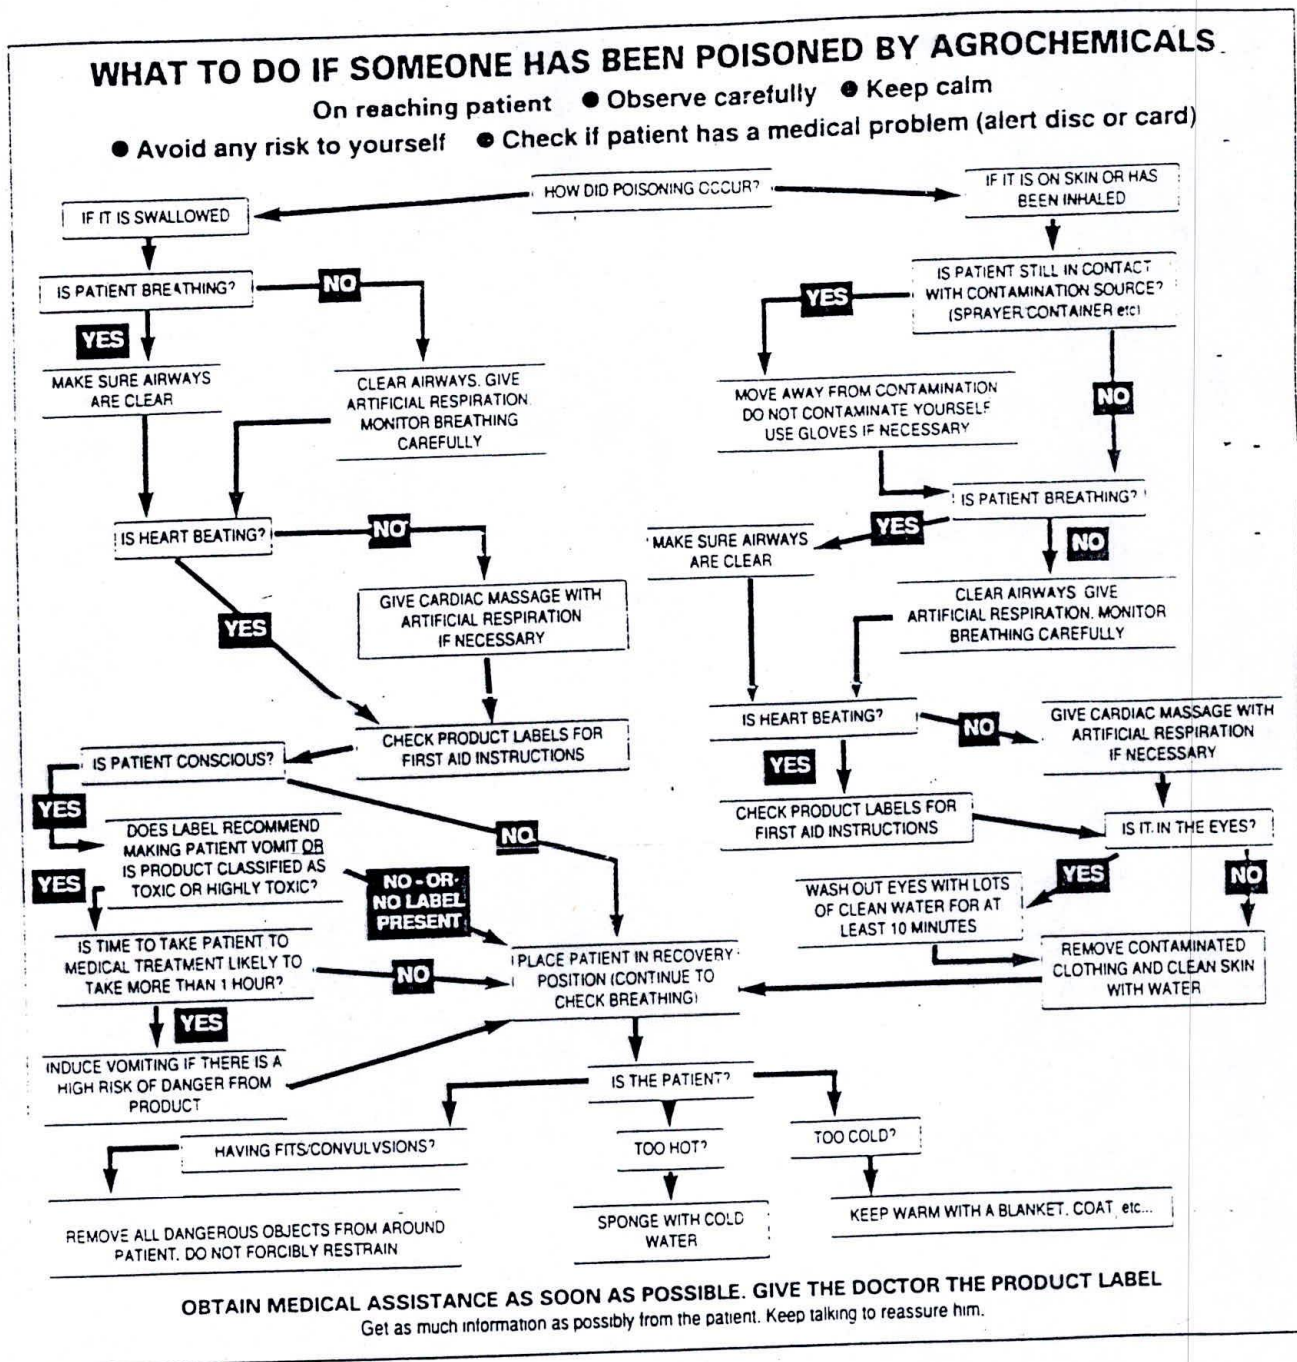 WHAT TO DO IF SOMEONE HAS BEEN POISONED BY AGROCHEMICALS
On reaching patient ● Observe carefully ● Keep calm
● Avoid any risk to yourself ● Check if patient has a medical problem (alert disc or card)
HOW DID POISONING OCCUR?
IF IT IS SWALLOWED
IS PATIENT BREATHING?
NO
YES
MAKE SURE AIRWAYS
ARE CLEAR
CLEAR AIRWAYS. GIVE
ARTIFICIAL RESPIRATION.
MONITOR BREATHING
CAREFULLY
IS HEART BEATING?
NO
YES
GIVE CARDIAC MASSAGE WITH
ARTIFICIAL RESPIRATION
IF NECESSARY
CHECK PRODUCT LABELS FOR
FIRST AID INSTRUCTIONS
IS PATIENT CONSCIOUS?
YES
NO
DOES LABEL RECOMMEND
MAKING PATIENT VOMIT OR
IS PRODUCT CLASSIFIED AS
TOXIC OR HIGHLY TOXIC?
YES
NO - OR-
NO LABEL
PRESENT
IS TIME TO TAKE PATIENT TO
MEDICAL TREATMENT LIKELY TO
TAKE MORE THAN 1 HOUR?
NO
YES
INDUCE VOMITING IF THERE IS A
HIGH RISK OF DANGER FROM
PRODUCT
IF IT IS ON SKIN OR HAS
BEEN INHALED
IS PATIENT STILL IN CONTACT
WITH CONTAMINATION SOURCE?
(SPRAYER/CONTAINER etc)
YES
NO
MOVE AWAY FROM CONTAMINATION
DO NOT CONTAMINATE YOURSELF
USE GLOVES IF NECESSARY
IS PATIENT BREATHING?
YES
NO
MAKE SURE AIRWAYS
ARE CLEAR
CLEAR AIRWAYS GIVE
ARTIFICIAL RESPIRATION. MONITOR
BREATHING CAREFULLY
IS HEART BEATING?
NO
YES
GIVE CARDIAC MASSAGE WITH
ARTIFICIAL RESPIRATION
IF NECESSARY
CHECK PRODUCT LABELS FOR
FIRST AID INSTRUCTIONS
IS IT IN THE EYES?
YES
NO
WASH OUT EYES WITH LOTS
OF CLEAN WATER FOR AT
LEAST 10 MINUTES
REMOVE CONTAMINATED
CLOTHING AND CLEAN SKIN
WITH WATER
PLACE PATIENT IN RECOVERY
POSITION (CONTINUE TO
CHECK BREATHING)
IS THE PATIENT?
HAVING FITS/CONVULVSIONS?
TOO HOT?
TOO COLD?
REMOVE ALL DANGEROUS OBJECTS FROM AROUND
PATIENT. DO NOT FORCIBLY RESTRAIN
SPONGE WITH COLD
WATER
KEEP WARM WITH A BLANKET. COAT, etc...
OBTAIN MEDICAL ASSISTANCE AS SOON AS POSSIBLE. GIVE THE DOCTOR THE PRODUCT LABEL
Get as much information as possibly from the patient. Keep talking to reassure him.